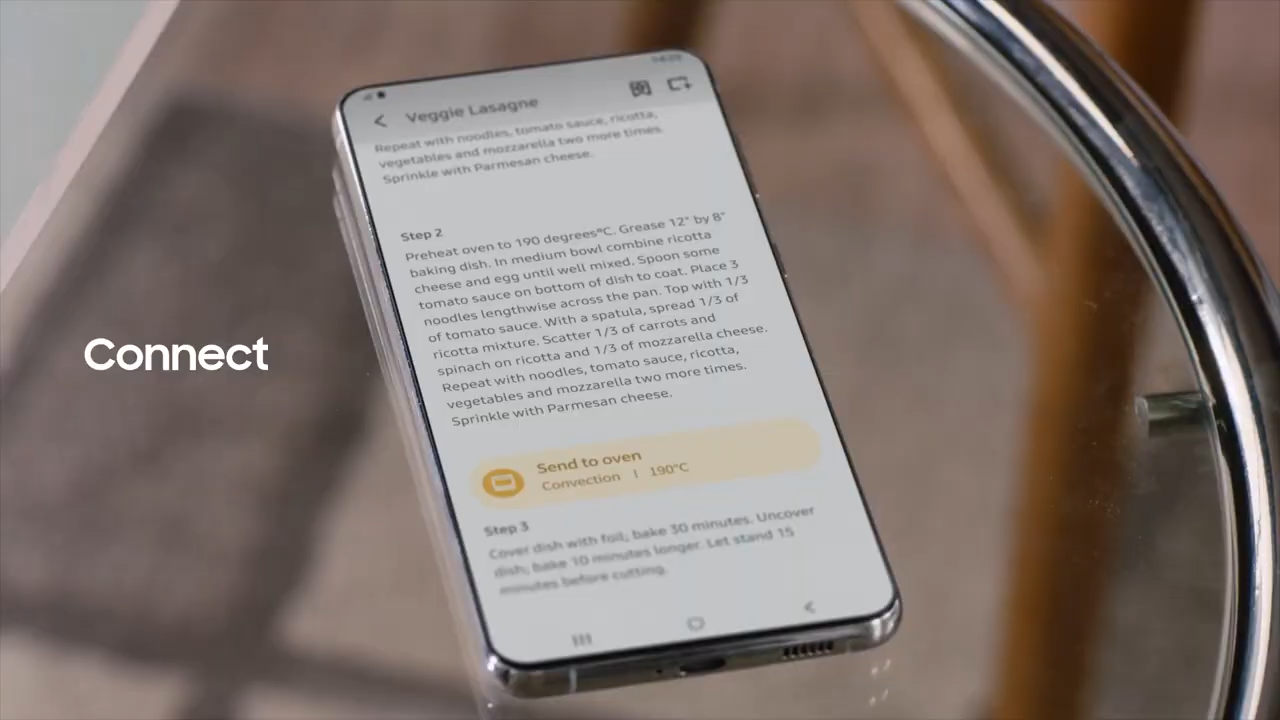 Veggie Lasagne
Repeat with noodles, tomato sauce, ricotta,
vegetables and mozzarella two more times.
Sprinkle with Parmesan cheese.
Step 2
Preheat oven to 190 degrees°C. Grease 12" by 8"
baking dish. In medium bowl combine ricotta
cheese and egg until well mixed. Spoon some
tomato sauce on bottom of dish to coat. Place 3
noodles lengthwise across the pan. Top with 1/3
of tomato sauce. With a spatula, spread 1/3 of
ricotta mixture. Scatter 1/3 of carrots and
spinach on ricotta and 1/3 of mozzarella cheese.
Repeat with noodles, tomato sauce, ricotta,
vegetables and mozzarella two more times.
Sprinkle with Parmesan cheese.
Connect
Send to oven
Convection | 190°C
Step 3
Cover dish with foil; bake 30 minutes. Uncover
dish; bake 10 minutes longer. Let stand 15
minutes before cutting.